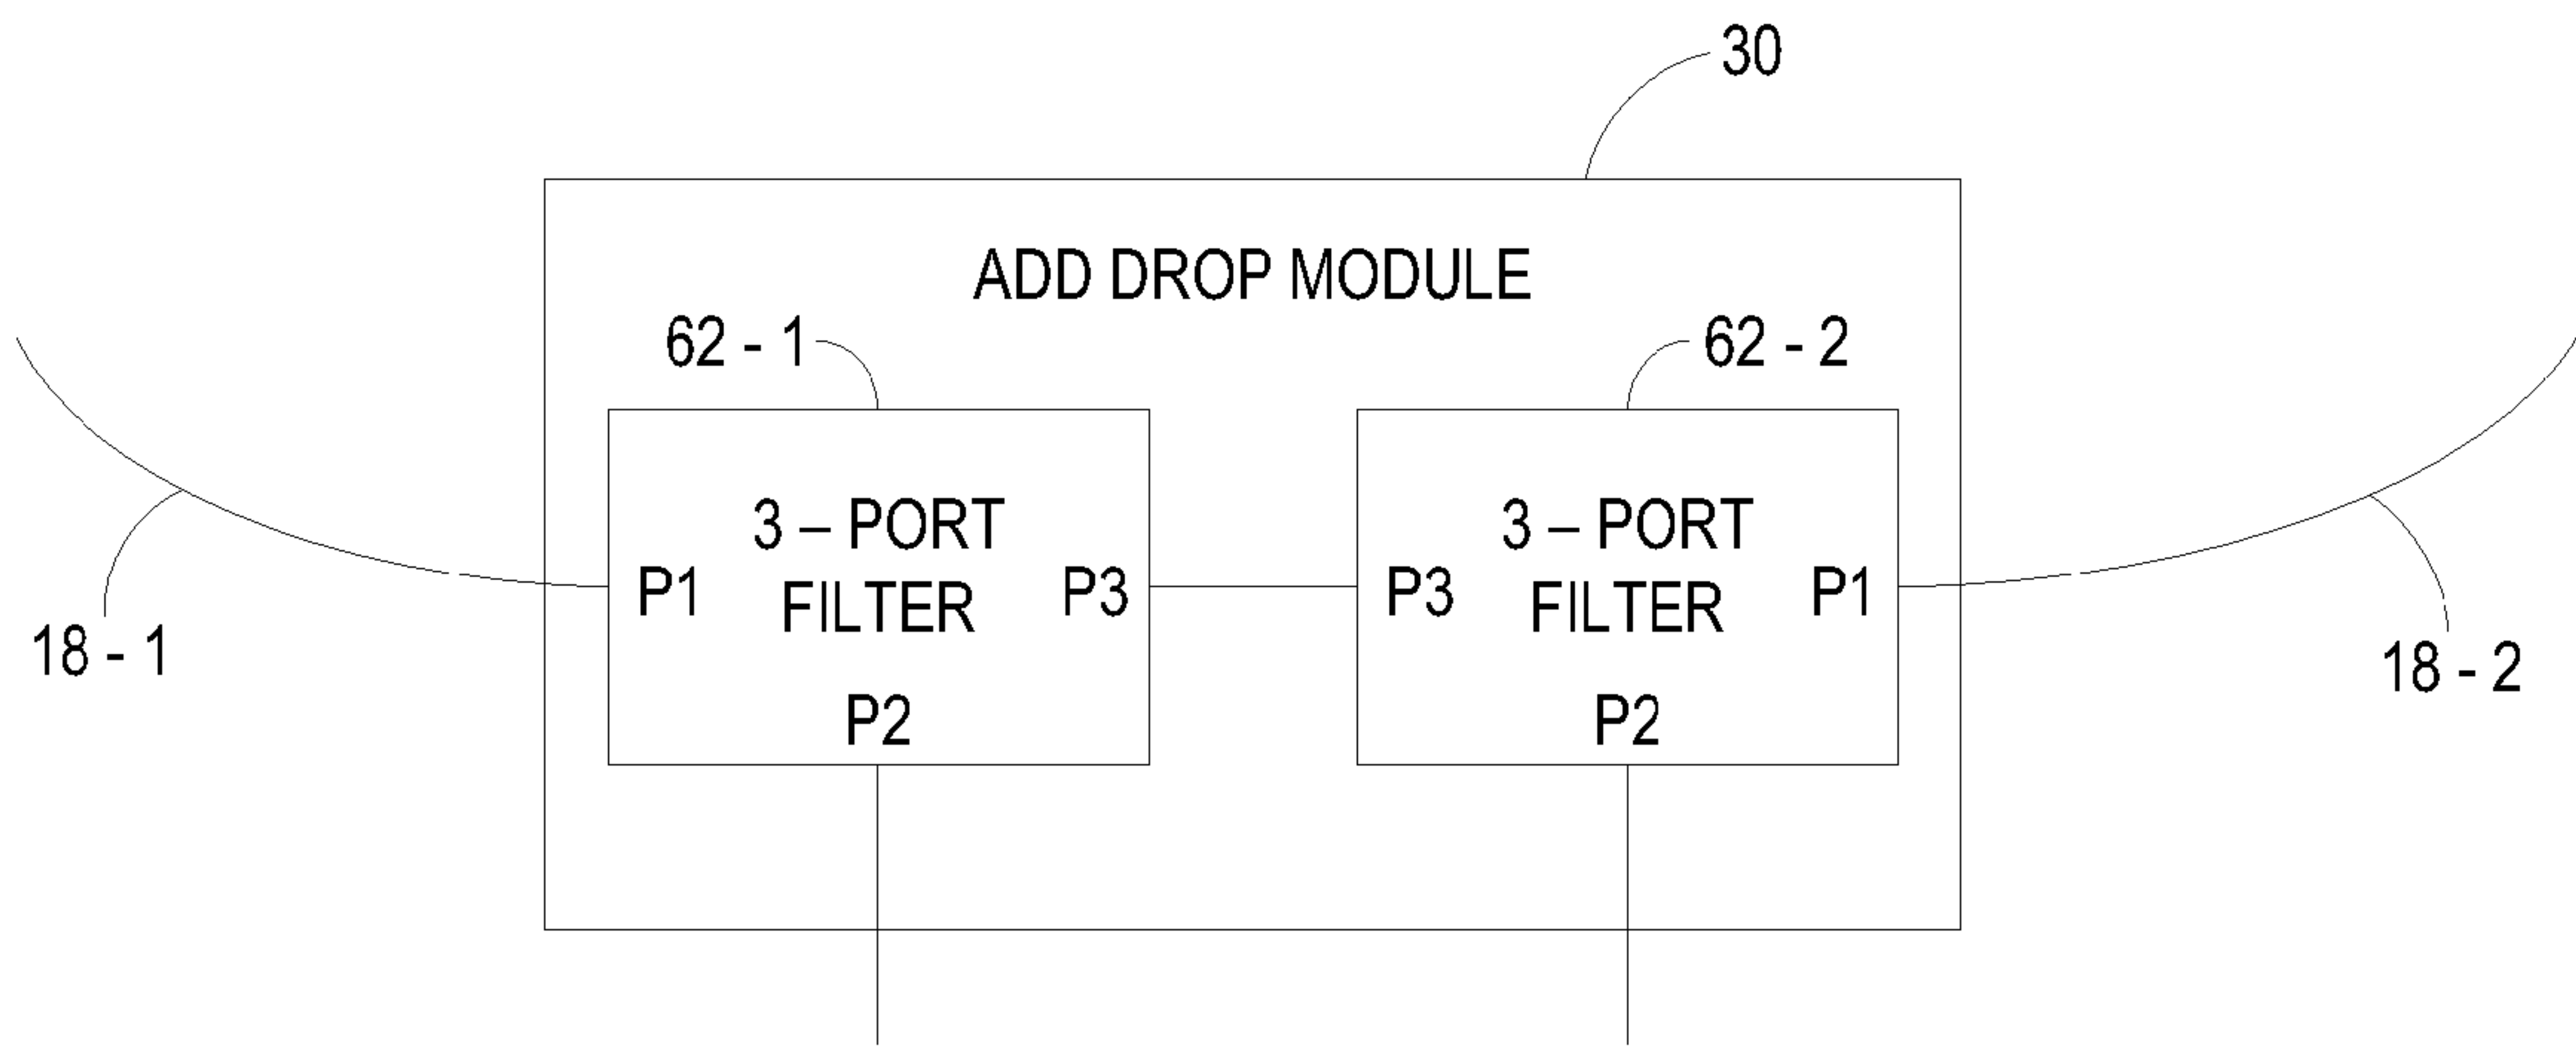 30
ADD DROP MODULE
62 - 1
62 - 2
3 – PORT
FILTER
P1
P3
P2
3 – PORT
FILTER
P3
P1
P2
18 - 1
18 - 2